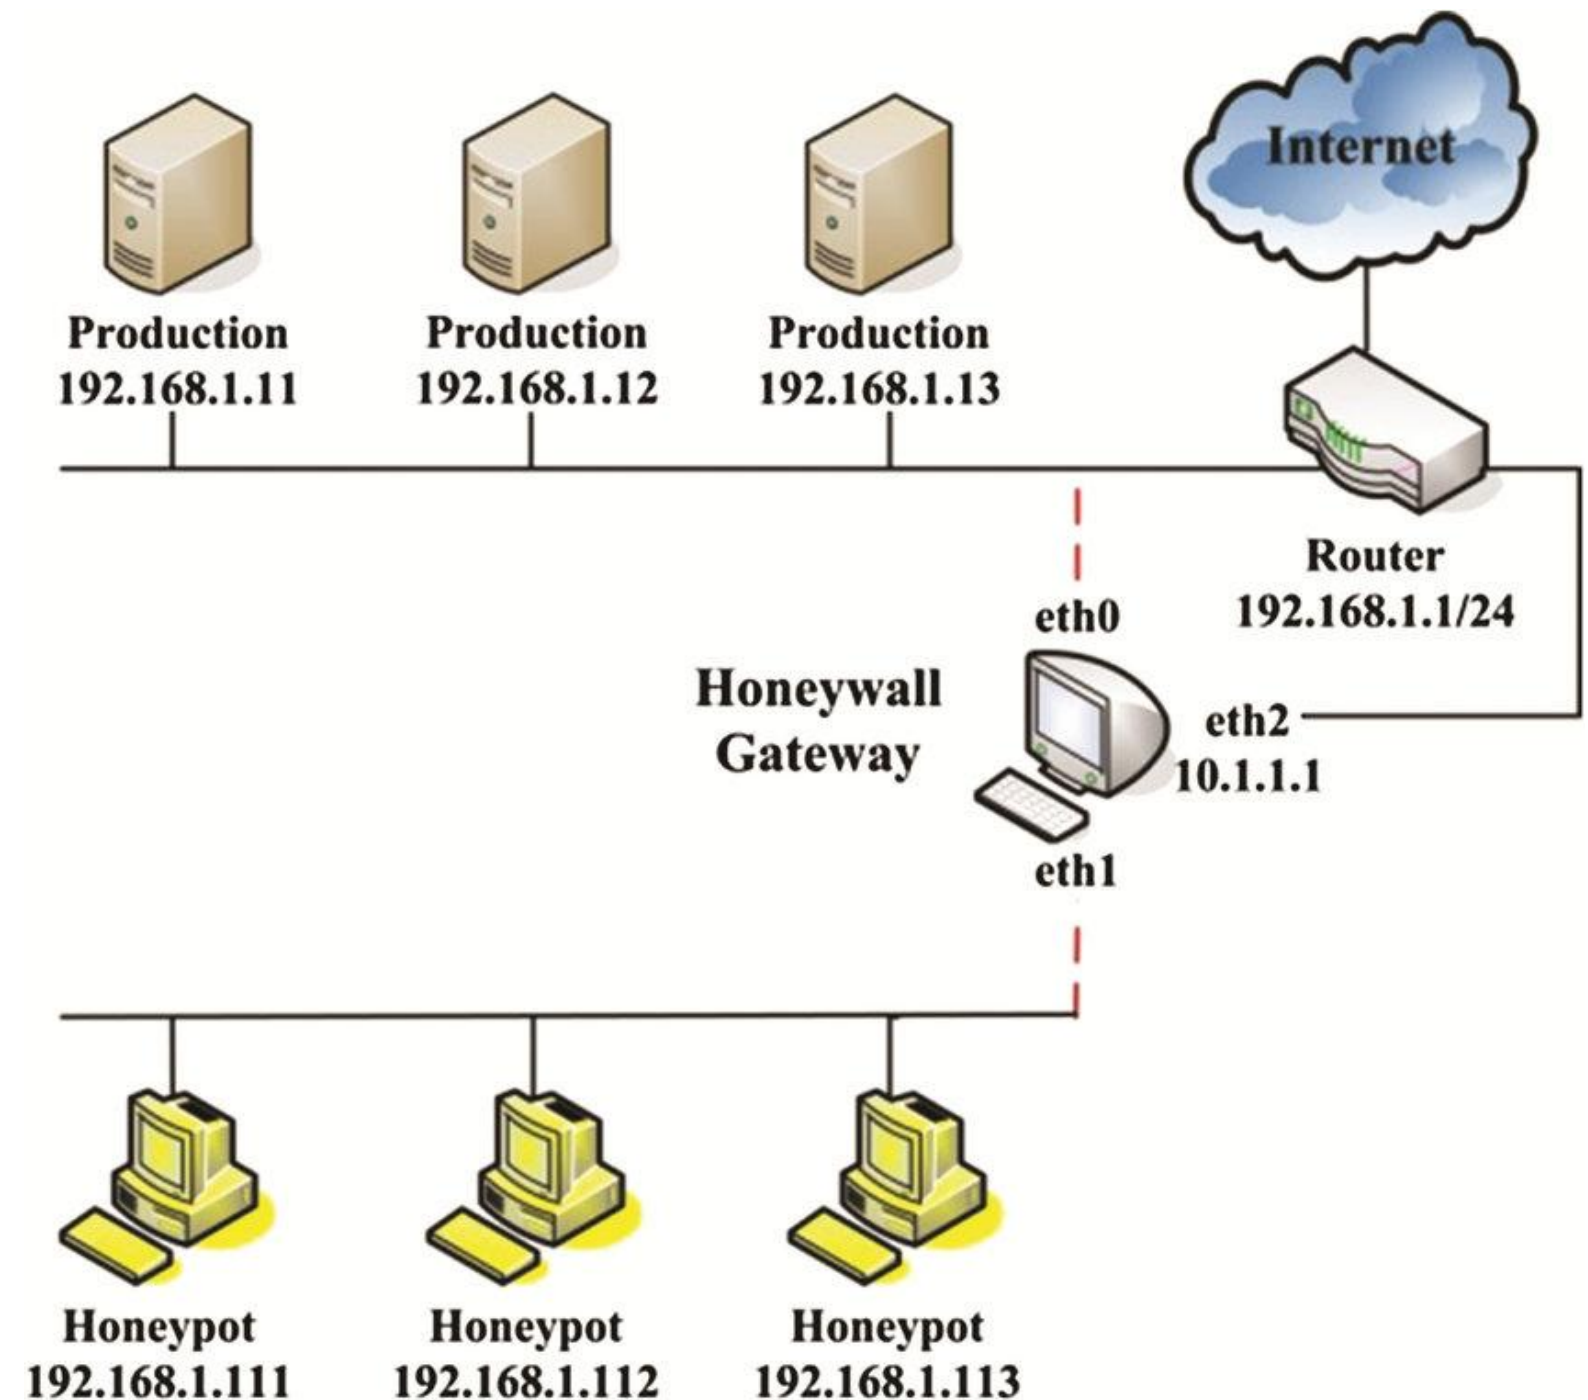 Internet
Production
192.168.1.11
Production
192.168.1.12
Production
192.168.1.13
Router
192.168.1.1/24
eth0
Honeywall
Gateway
eth2
10.1.1.1
eth1
Honeypot
192.168.1.111
Honeypot
192.168.1.112
Honeypot
192.168.1.113